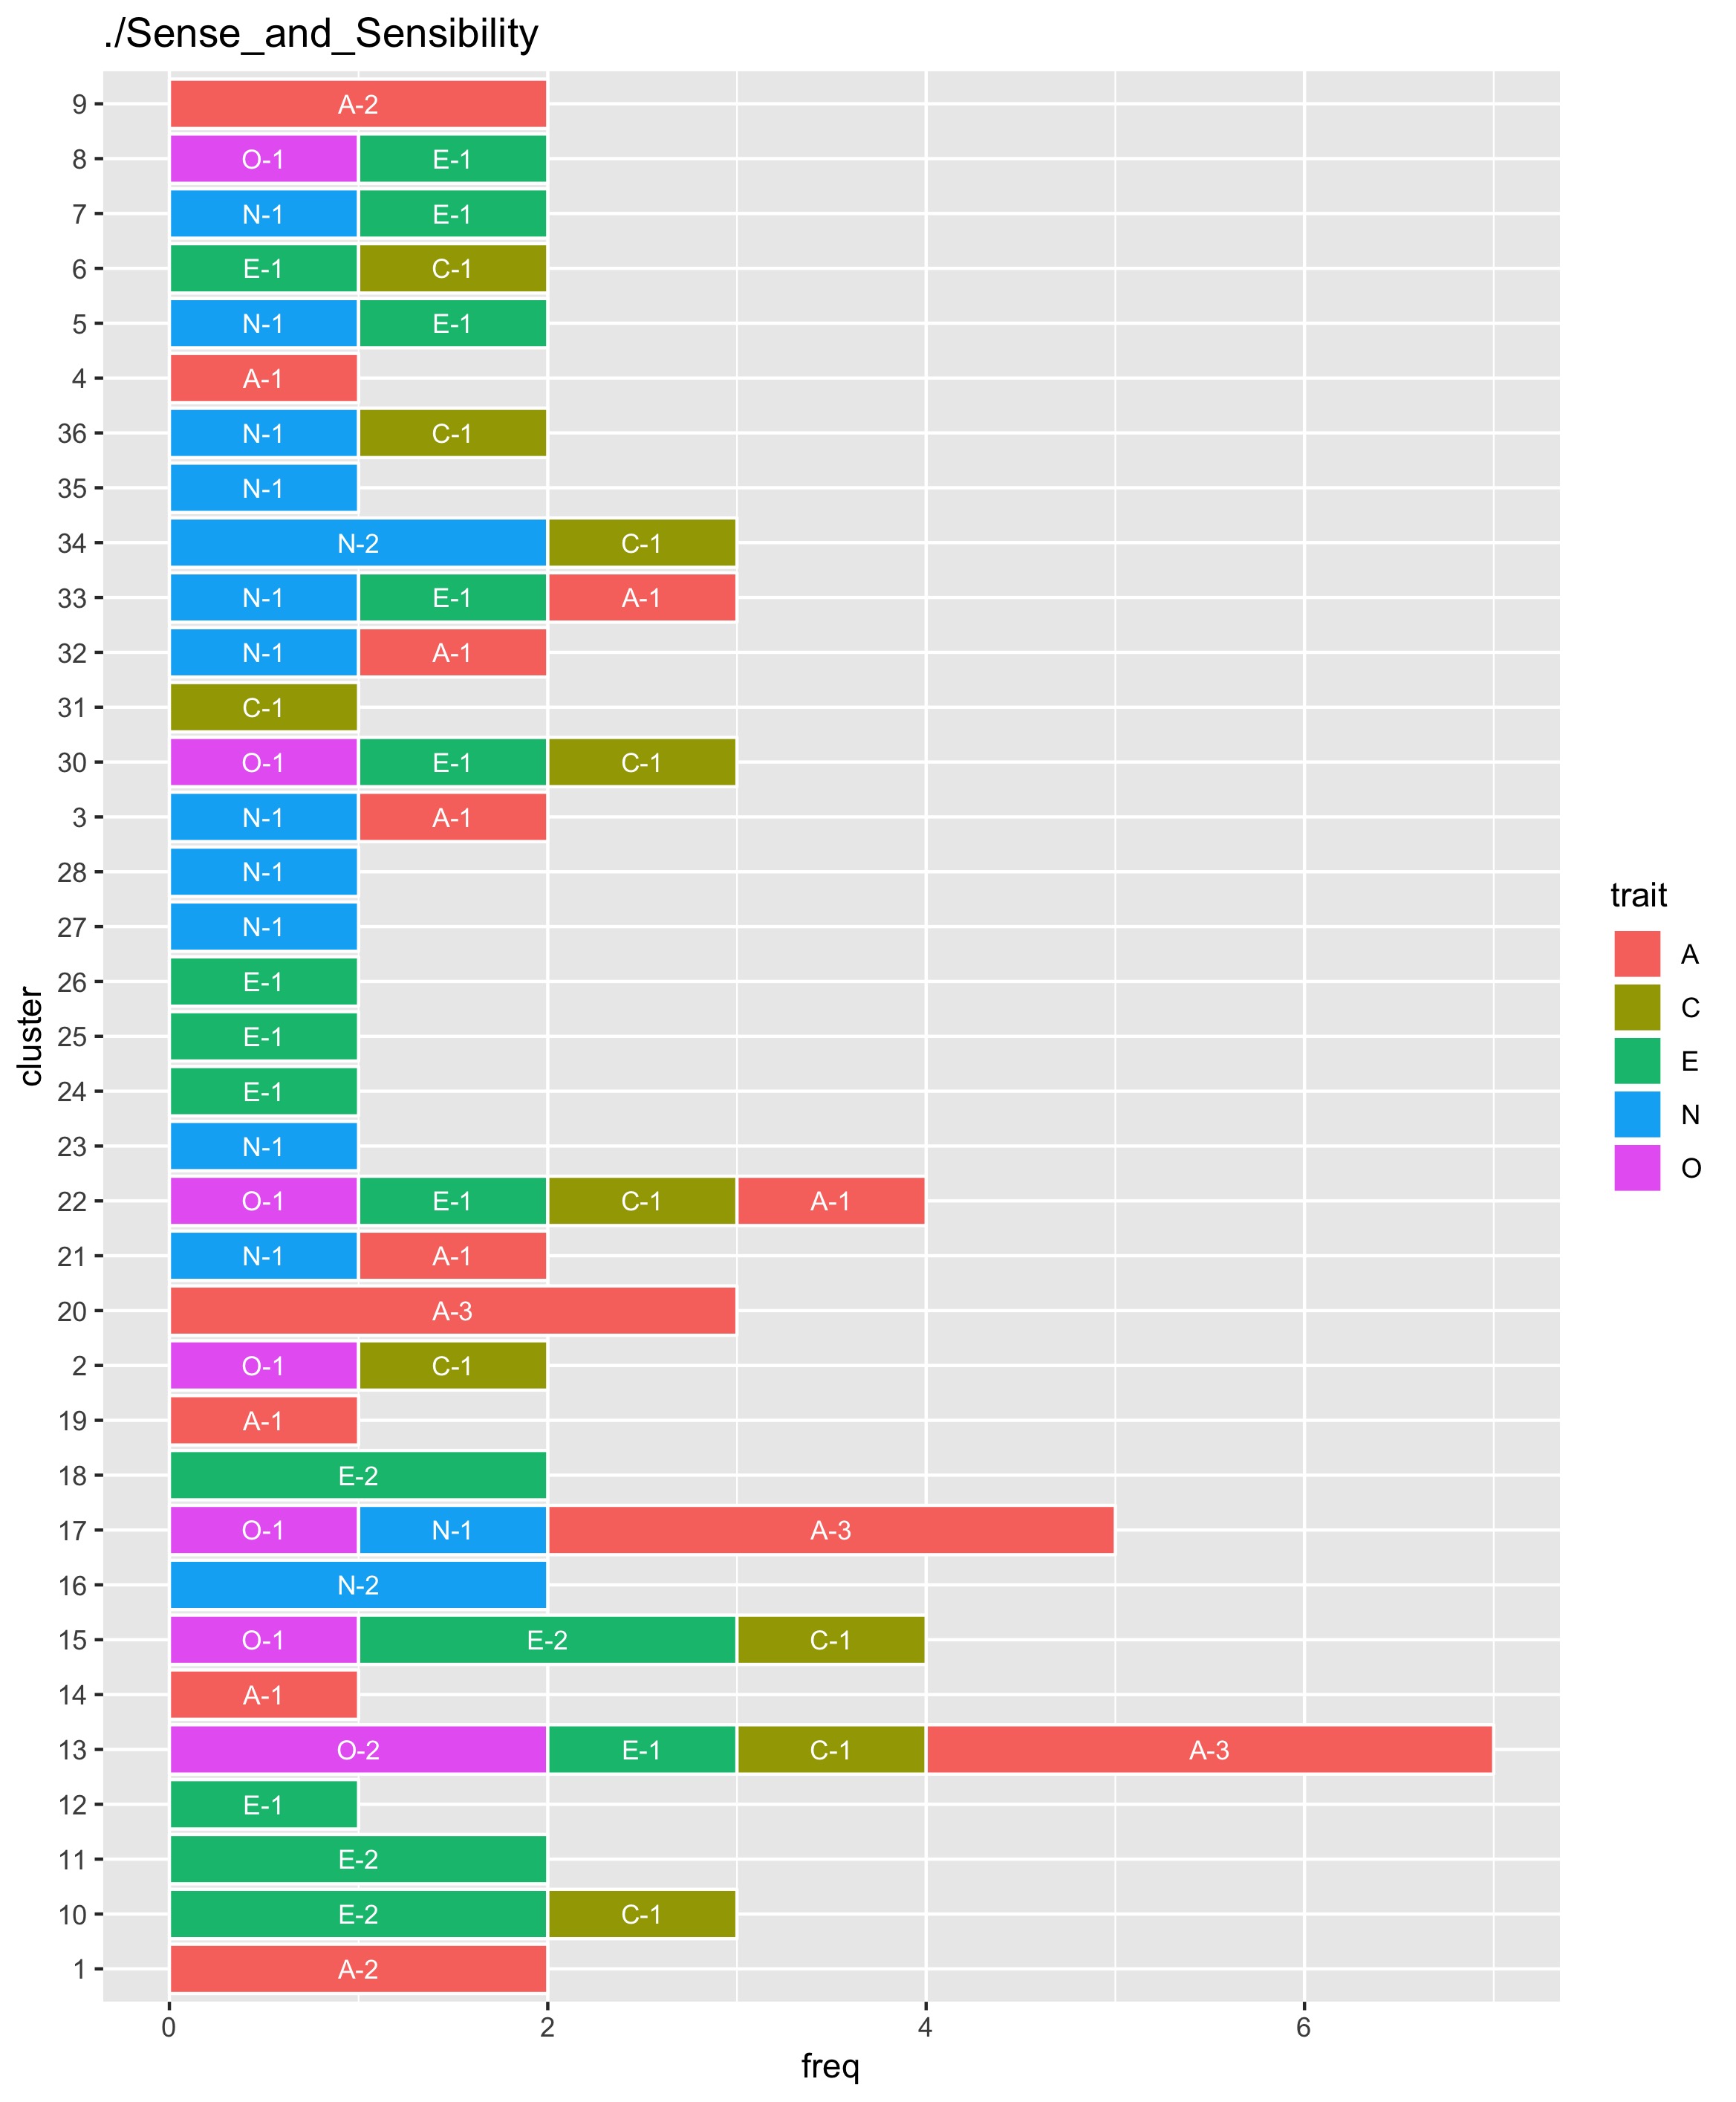 ./Sense_and_Sensibility
9 A-2
8 O-1 E-1
7 N-1 E-1
6 E-1 C-1
5 N-1 E-1
4 A-1
36 N-1 C-1
35 N-1
34 N-2 C-1
33 N-1 E-1 A-1
32 N-1 A-1
31 C-1
30 O-1 E-1 C-1
3 N-1 A-1
28 N-1
27 N-1
26 E-1
25 E-1
24 E-1
23 N-1
22 O-1 E-1 C-1 A-1
21 N-1 A-1
20 A-3
2 O-1 C-1
19 A-1
18 E-2
17 O-1 N-1 A-3
16 N-2
15 O-1 E-2 C-1
14 A-1
13 O-2 E-1 C-1 A-3
12 E-1
11 E-2
10 E-2 C-1
1 A-2
0 2 4 6
freq
cluster
trait
A
C
E
N
O